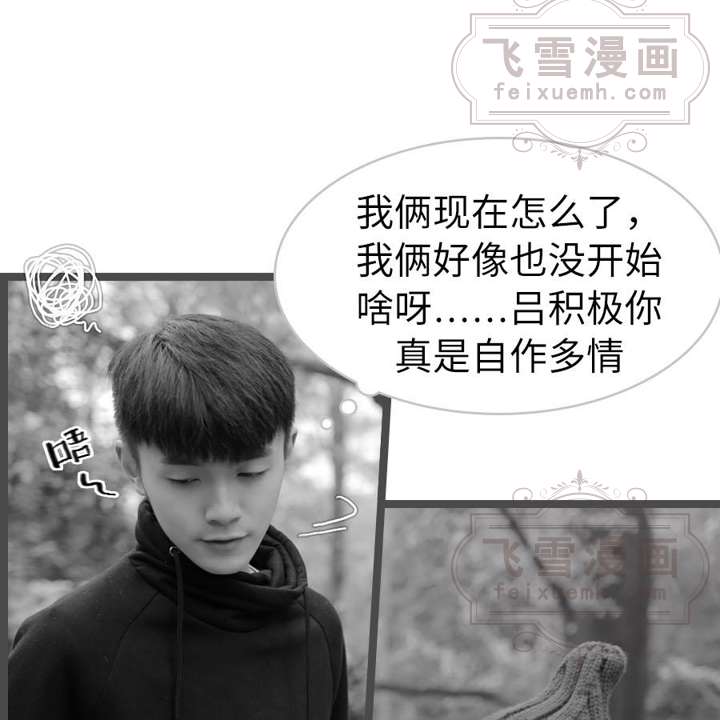 飞雪漫画
feixuemh.com
我俩现在怎么了，
我俩好像也没开始
啥呀……吕积极你
真是自作多情
唔~
飞雪漫画
feixuemh.com